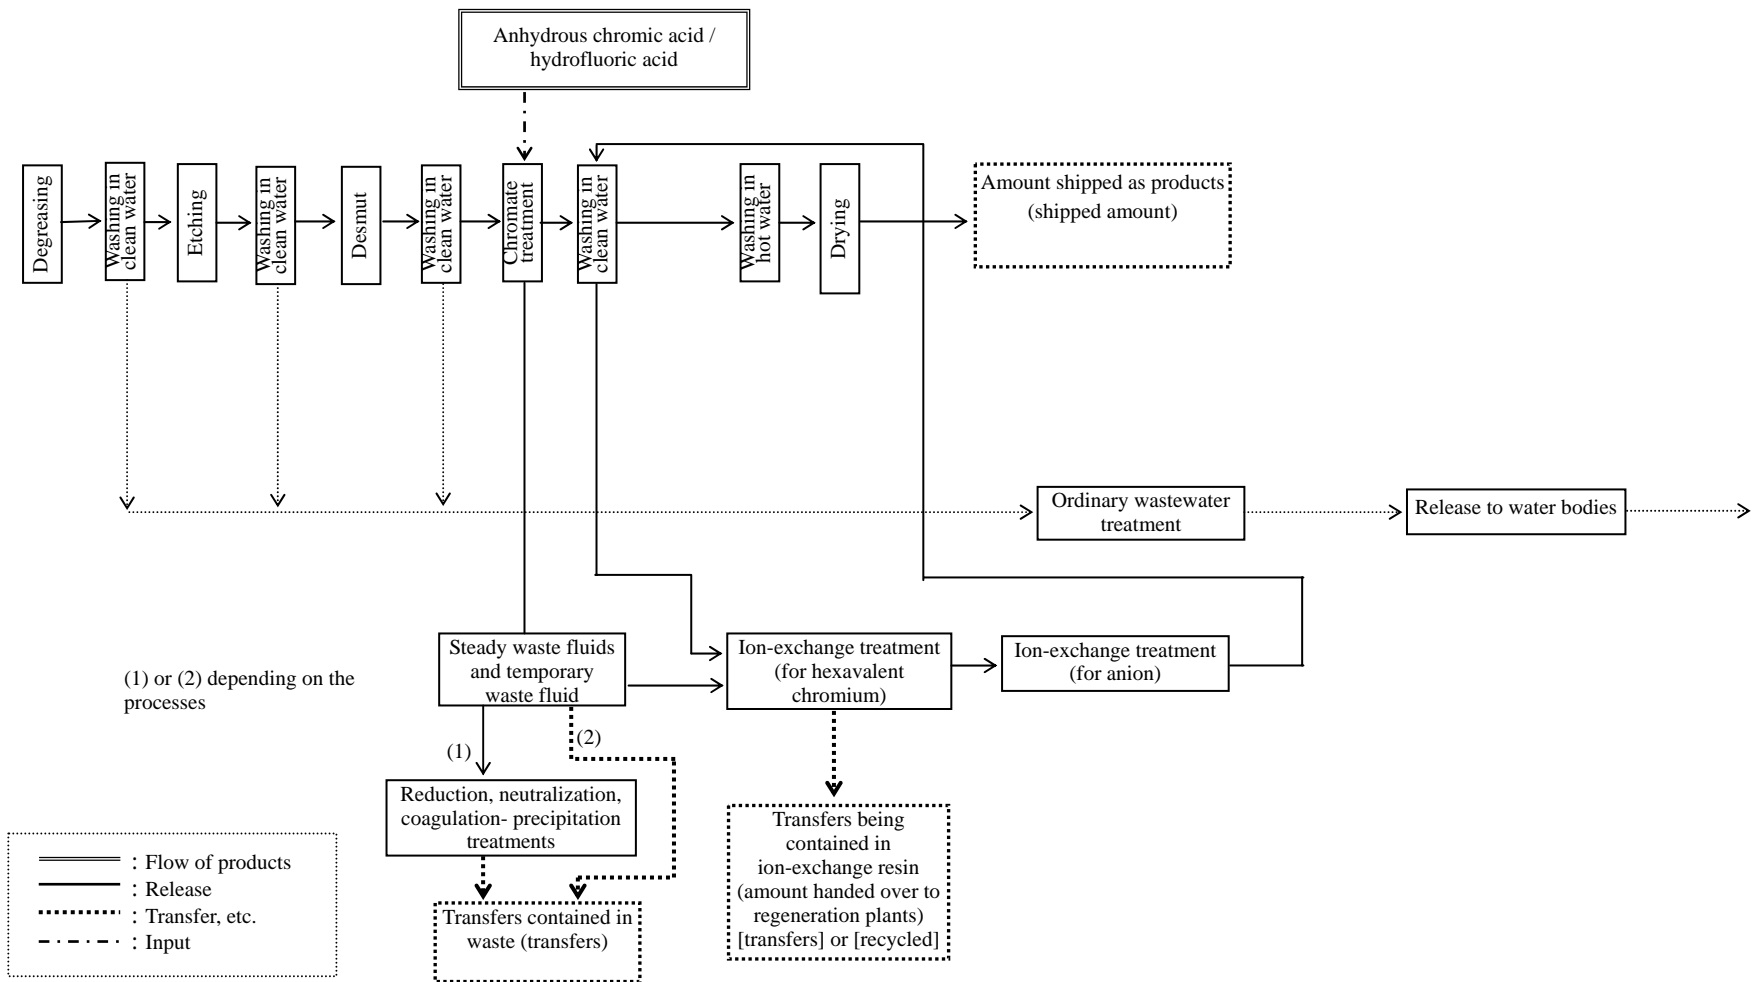 Anhydrous chromic acid /
hydrofluoric acid
Degreasing
Washing in
clean water
Etching
Washing in
clean water
Desmut
Washing in
clean water
Chromate
treatment
Washing in
clean water
Washing in
hot water
Drying
Amount shipped as products
(shipped amount)
Ordinary wastewater
treatment
Release to water bodies
(1) or (2) depending on the
processes
Steady waste fluids
and temporary
waste fluid
Ion-exchange treatment
(for hexavalent
chromium)
Ion-exchange treatment
(for anion)
(1)
(2)
Reduction, neutralization,
coagulation- precipitation
treatments
Transfers contained in
waste (transfers)
Transfers being
contained in
ion-exchange resin
(amount handed over to
regeneration plants)
[transfers] or [recycled]
: Flow of products
: Release
: Transfer, etc.
: Input